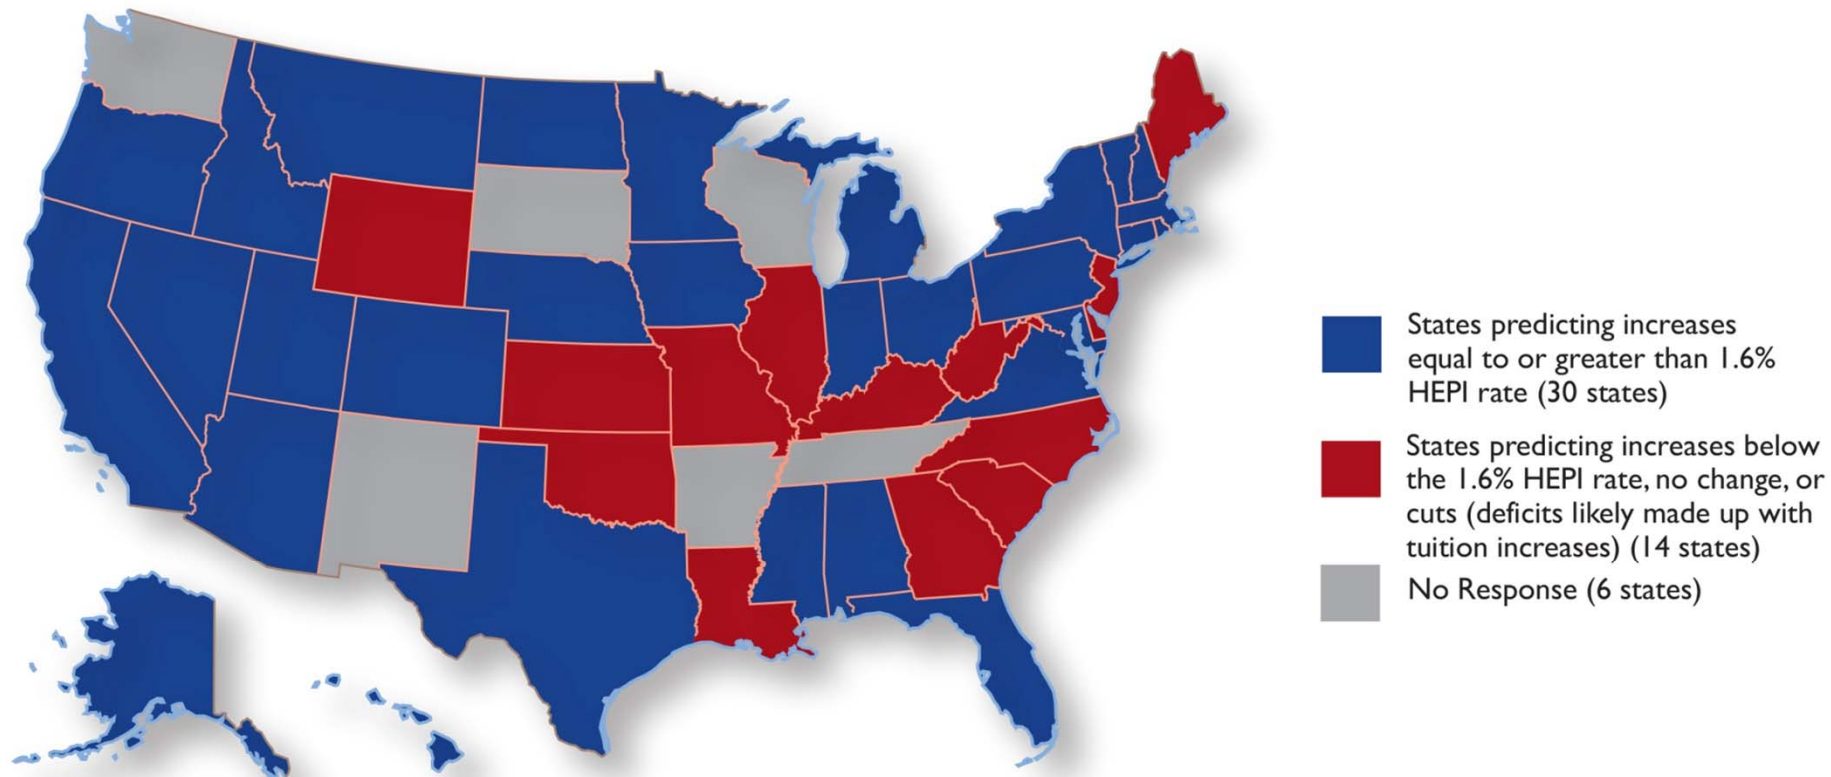 States predicting increases
equal to or greater than 1.6%
HEPI rate (30 states)
States predicting increases below
the 1.6% HEPI rate, no change, or
cuts (deficits likely made up with
tuition increases) (14 states)
No Response (6 states)